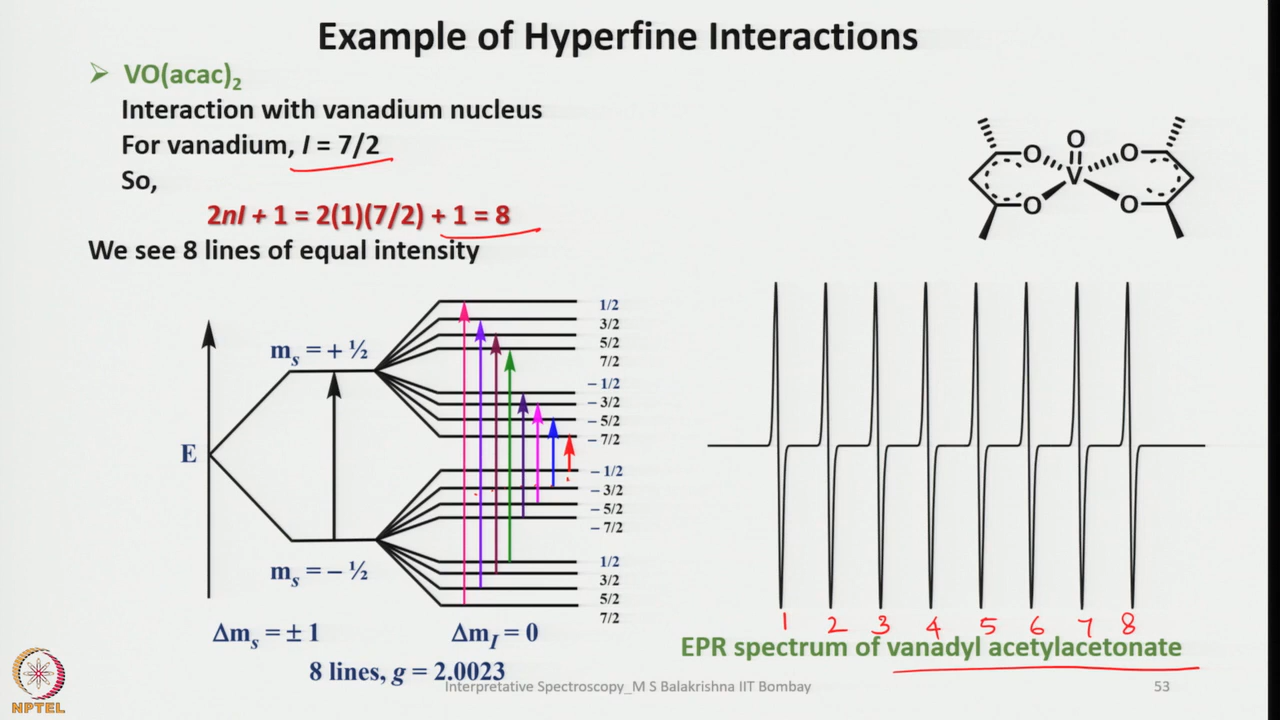 Example of Hyperfine Interactions
➢ VO(acac)₂
Interaction with vanadium nucleus
For vanadium, I = 7/2
So,
2nI + 1 = 2(1)(7/2) + 1 = 8
We see 8 lines of equal intensity
O
O
O
V
O
O
E
mₛ = + ½
mₛ = – ½
1/2
3/2
5/2
7/2
– 1/2
– 3/2
– 5/2
– 7/2
– 1/2
– 3/2
– 5/2
– 7/2
1/2
3/2
5/2
7/2
Δmₛ = ± 1
Δm_I = 0
8 lines, g = 2.0023
1 2 3 4 5 6 7 8
EPR spectrum of vanadyl acetylacetonate
NPTEL
Interpretative Spectroscopy_M S Balakrishna IIT Bombay
53